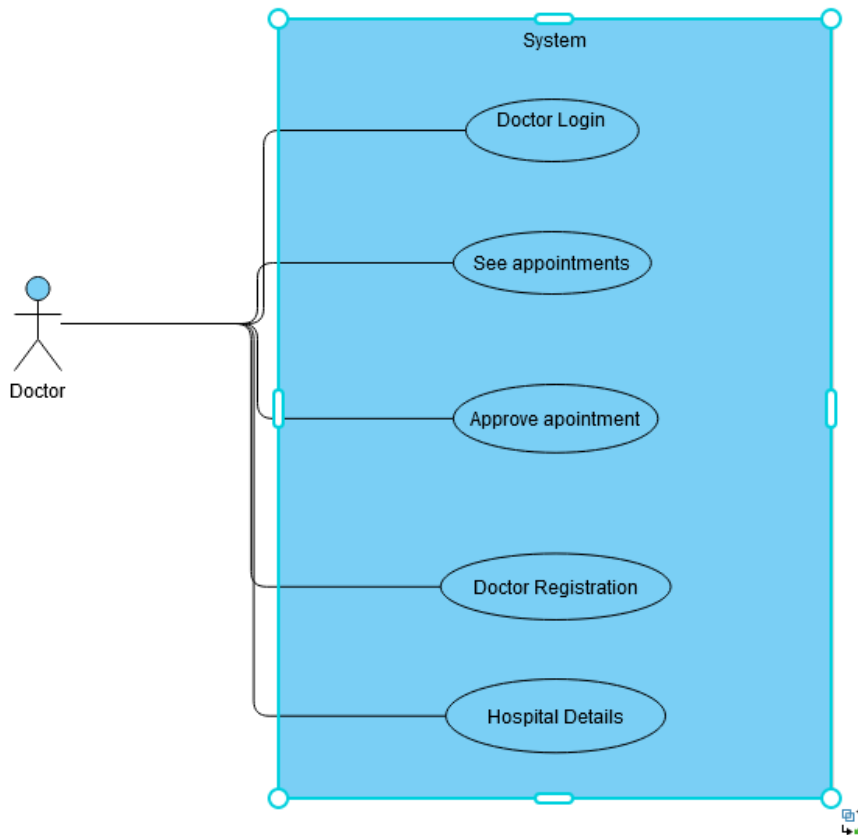 System
Doctor Login
See appointments
Doctor
Approve apointment
Doctor Registration
Hospital Details